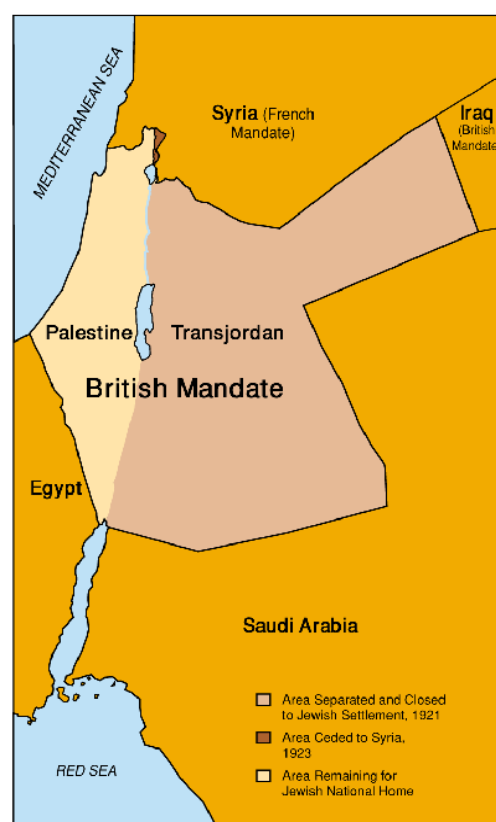 MEDITERRANEAN SEA
Syria (French
Mandate)
Iraq
(British
Mandate)
Palestine
Transjordan
British Mandate
Egypt
Saudi Arabia
Area Separated and Closed
to Jewish Settlement, 1921
Area Ceded to Syria,
1923
Area Remaining for
Jewish National Home
RED SEA